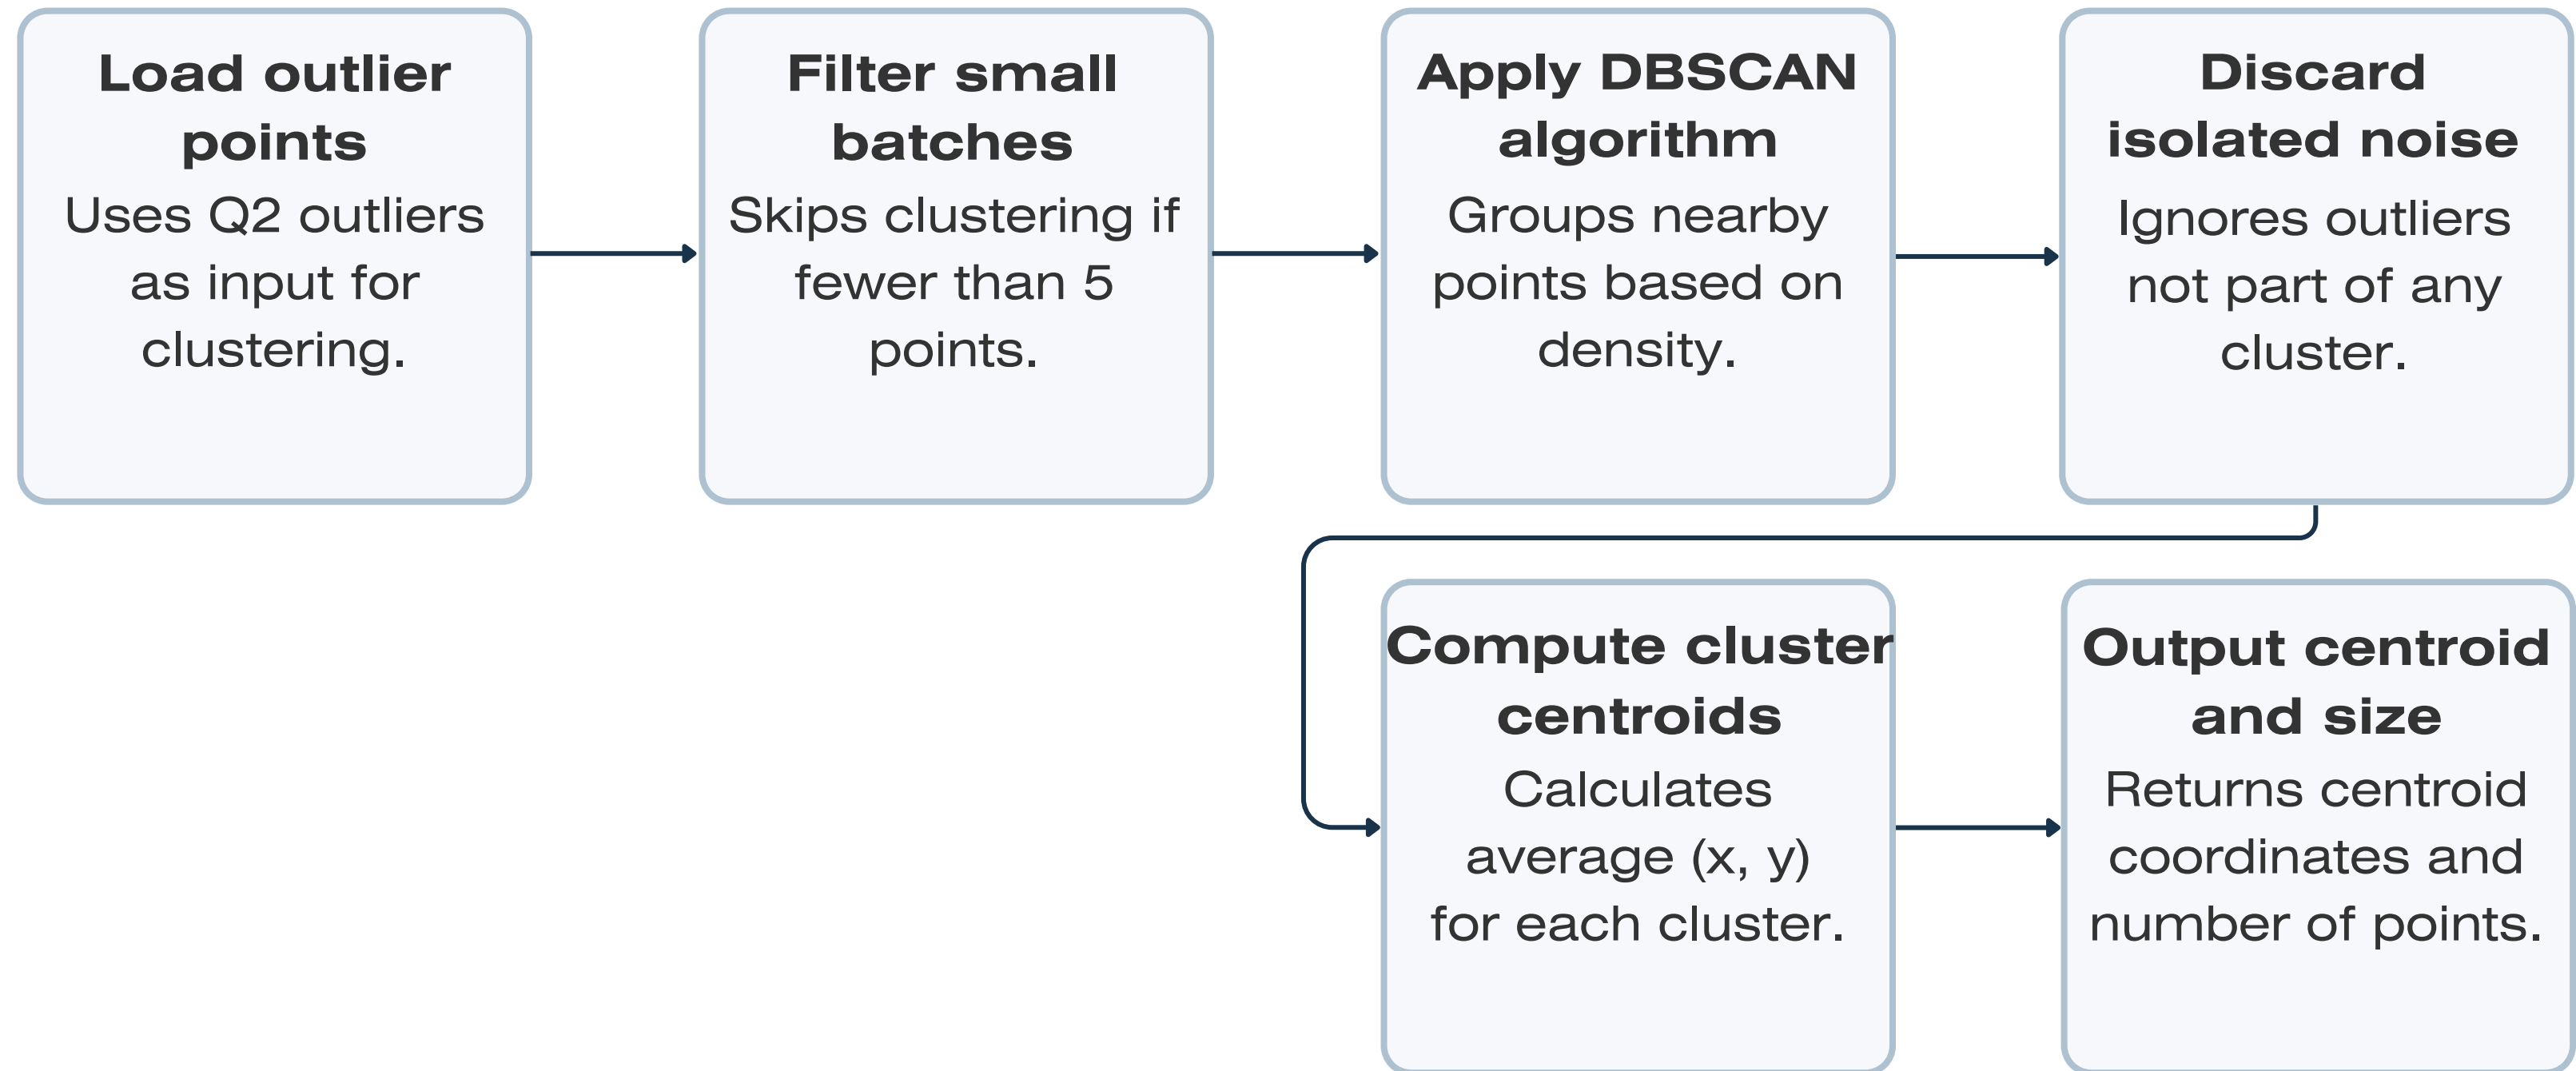 Load outlier
points
Uses Q2 outliers
as input for
clustering.
Filter small
batches
Skips clustering if
fewer than 5
points.
Apply DBSCAN
algorithm
Groups nearby
points based on
density.
Discard
isolated noise
Ignores outliers
not part of any
cluster.
Compute cluster
centroids
Calculates
average (x, y)
for each cluster.
Output centroid
and size
Returns centroid
coordinates and
number of points.